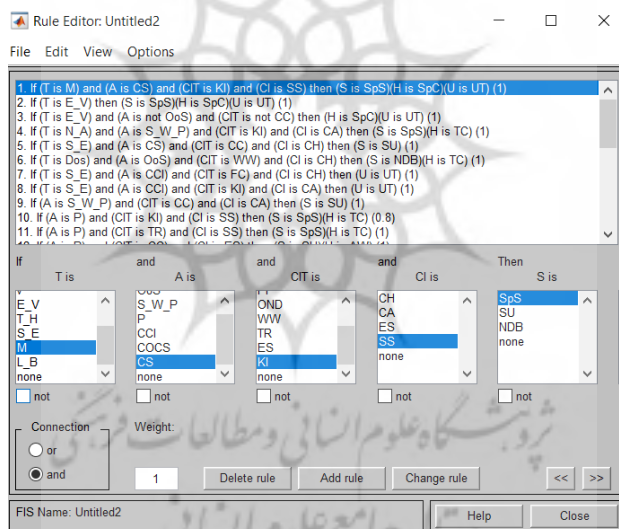 Rule Editor: Untitled2
File Edit View Options
1. If (T is M) and (A is CS) and (CIT is KI) and (CI is SS) then (S is SpS)(H is SpC)(U is UT) (1)
2. If (T is E_V) then (S is SpS)(H is SpC)(U is UT) (1)
3. If (T is E_V) and (A is not OoS) and (CIT is not CC) then (H is SpC)(U is UT) (1)
4. If (T is N_A) and (A is S_W_P) and (CIT is KI) and (CI is CA) then (S is SpS)(H is TC) (1)
5. If (T is S_E) and (A is CS) and (CIT is CC) and (CI is CH) then (S is SU) (1)
6. If (T is Dos) and (A is OoS) and (CIT is WW) and (CI is CH) then (S is NDB)(H is TC) (1)
7. If (T is S_E) and (A is CCI) and (CIT is FC) and (CI is CH) then (U is UT) (1)
8. If (T is S_E) and (A is CCI) and (CIT is KI) and (CI is CA) then (U is UT) (1)
9. If (A is S_W_P) and (CIT is CC) and (CI is CA) then (S is SU) (1)
10. If (A is P) and (CIT is KI) and (CI is SS) then (S is SpS)(H is TC) (0.8)
11. If (A is P) and (CIT is TR) and (CI is SS) then (S is SpS)(H is TC) (1)
If and and and Then
T is A is CIT is CI is S is
E_V S_W_P OND CH SpS
T_H P WW CA SU
S_E CCI TR ES NDB
M COCS ES SS none
L_B CS KI none
none none none
not not not not not
Connection Weight:
or
and 1 Delete rule Add rule Change rule << >>
پژوهشگاه علوم انسانی و مطالعات فرهنگی
FIS Name: Untitled2 Help Close